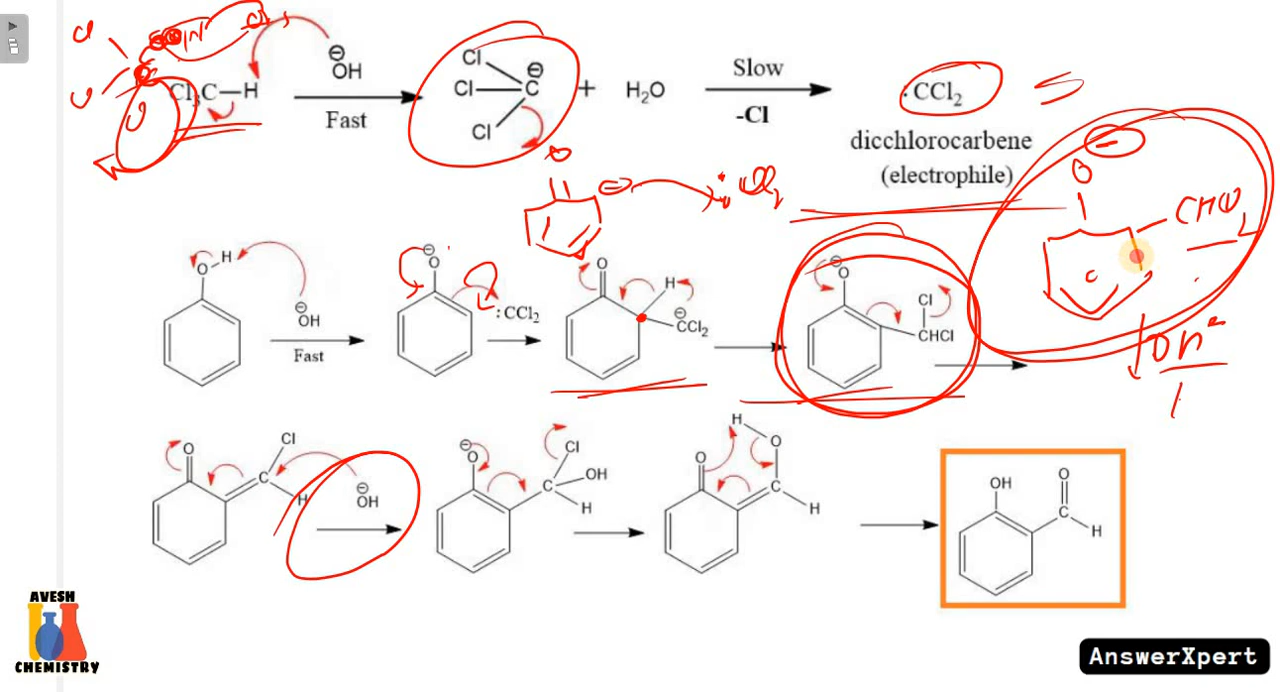 Cl₃C—H
⊖
OH
Fast
Cl
Cl
Cl
⊖
C
+ H₂O
Slow
-Cl
:CCl₂
dicchlorocarbene
(electrophile)
O
H
⊖
OH
Fast
⊖
O
:CCl₂
O
H
⊖
CCl₂
⊖
O
Cl
CHCl
O
Cl
C
H
⊖
OH
⊖
O
Cl
C
OH
H
O
H
O
C
H
OH
O
C
H
AVESH
CHEMISTRY
AnswerXpert